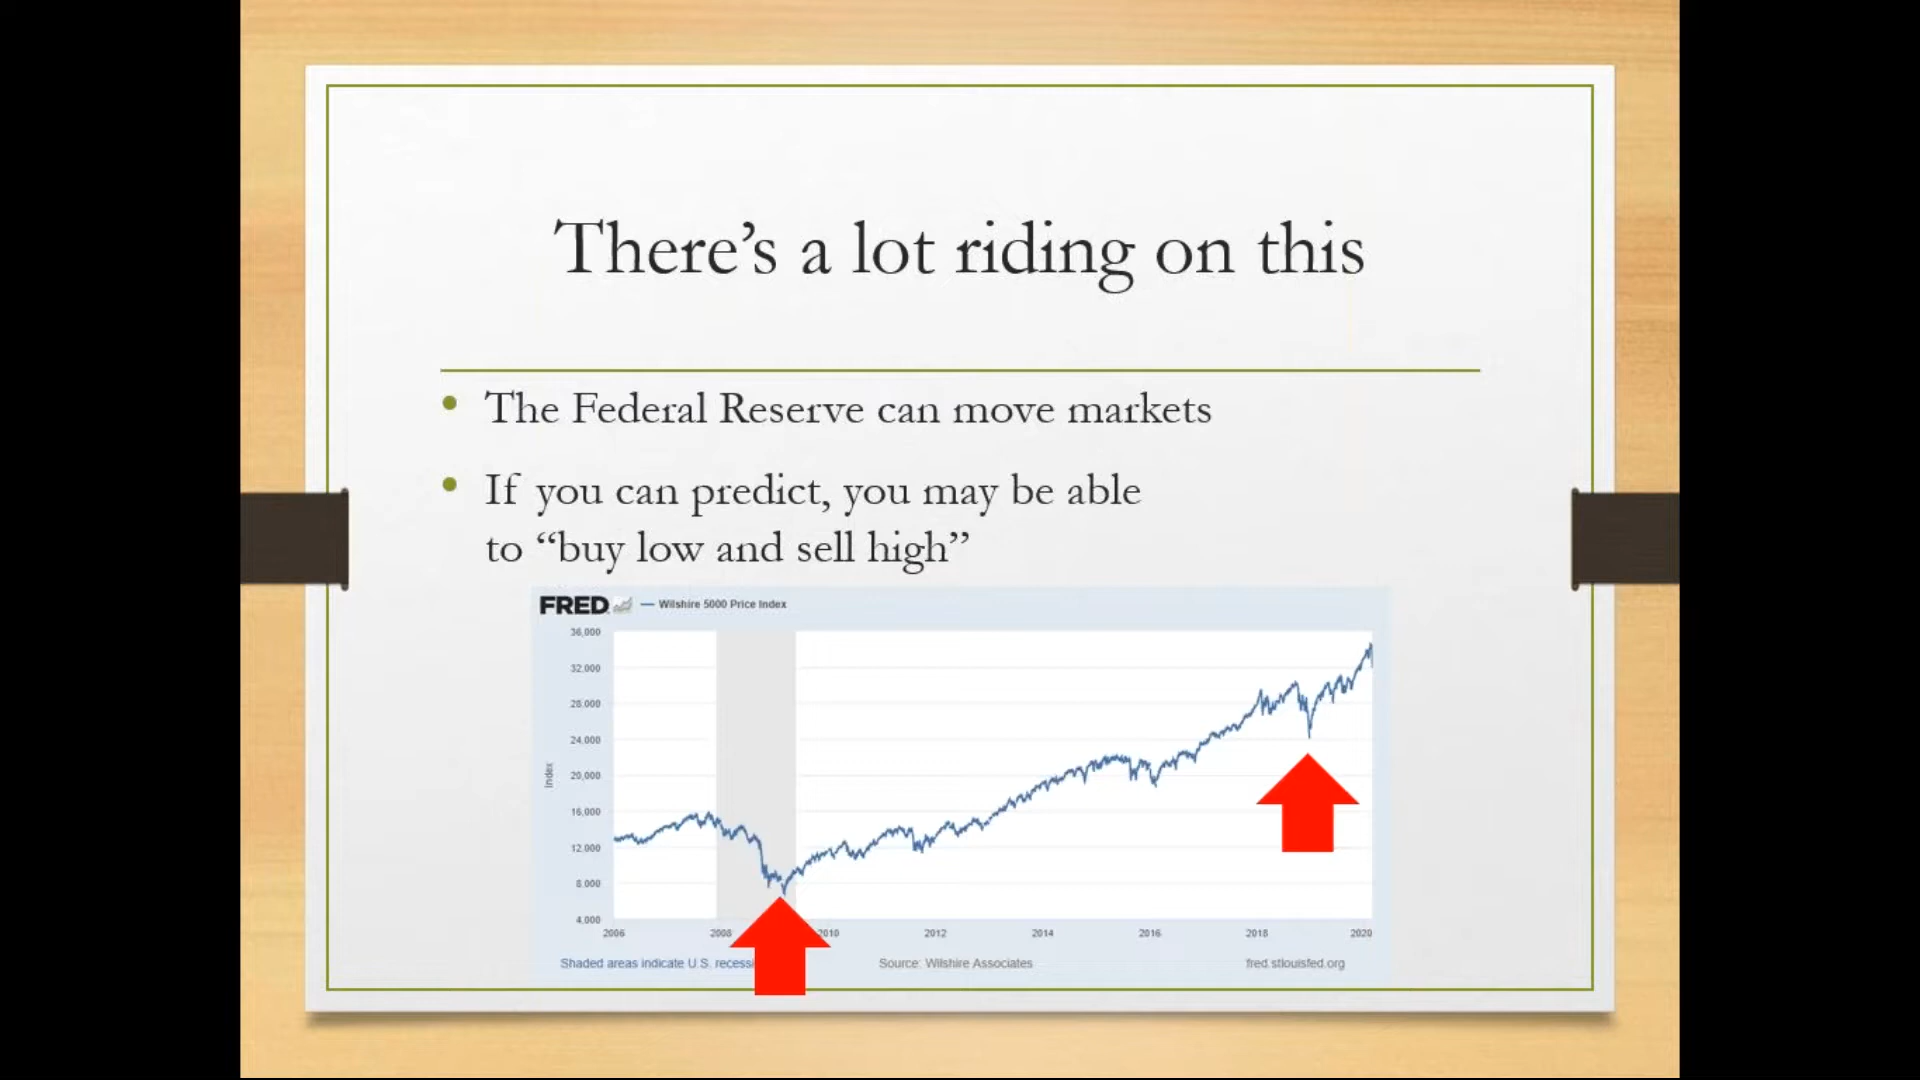 There’s a lot riding on this
• The Federal Reserve can move markets
• If you can predict, you may be able
to “buy low and sell high”
FRED — Wilshire 5000 Price Index
36,000
32,000
28,000
24,000
20,000
16,000
12,000
8,000
4,000
Index
2006 2008 2010 2012 2014 2016 2018 2020
Shaded areas indicate U.S. recessi Source: Wilshire Associates fred.stlouisfed.org